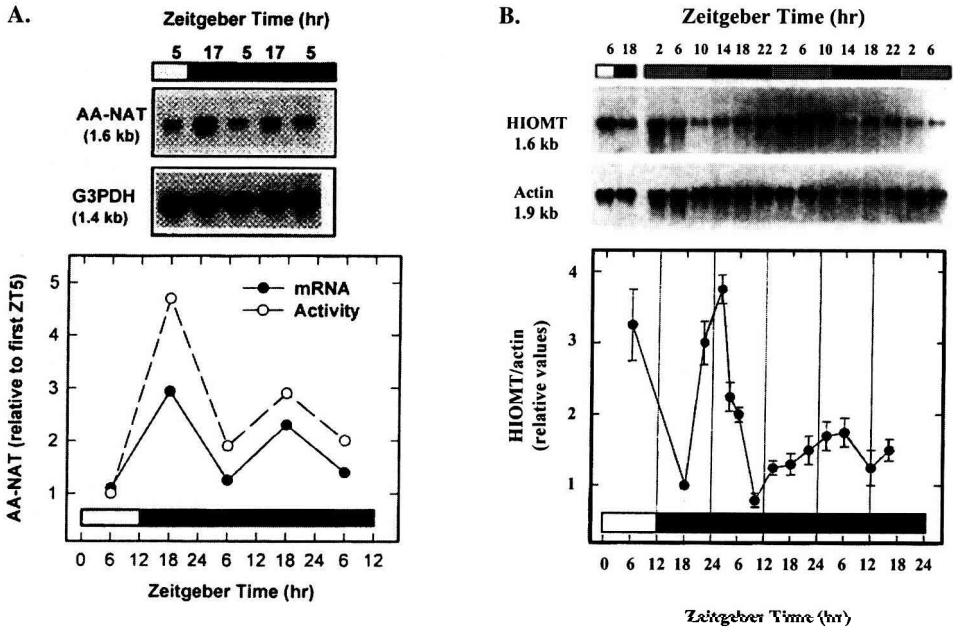 A.
Zeitgeber Time (hr)
5 17 5 17 5
AA-NAT
(1.6 kb)
G3PDH
(1.4 kb)
AA-NAT (relative to first ZT5)
5
4
3
2
1
mRNA
Activity
0 6 12 18 24 6 12 18 24 6 12
Zeitgeber Time (hr)
B.
Zeitgeber Time (hr)
6 18 2 6 10 14 18 22 2 6 10 14 18 22 2 6
HIOMT
1.6 kb
Actin
1.9 kb
HIOMT/actin
(relative values)
4
3
2
1
0 6 12 18 24 6 12 18 24 6 12 18 24
Zeitgeber Time (hr)